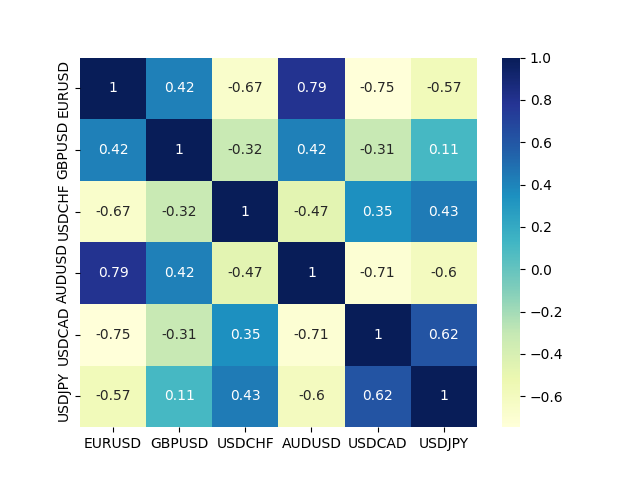 EURUSD 1 0.42 -0.67 0.79 -0.75 -0.57
GBPUSD 0.42 1 -0.32 0.42 -0.31 0.11
USDCHF -0.67 -0.32 1 -0.47 0.35 0.43
AUDUSD 0.79 0.42 -0.47 1 -0.71 -0.6
USDCAD -0.75 -0.31 0.35 -0.71 1 0.62
USDJPY -0.57 0.11 0.43 -0.6 0.62 1
EURUSD GBPUSD USDCHF AUDUSD USDCAD USDJPY
1.0
0.8
0.6
0.4
0.2
0.0
−0.2
−0.4
−0.6